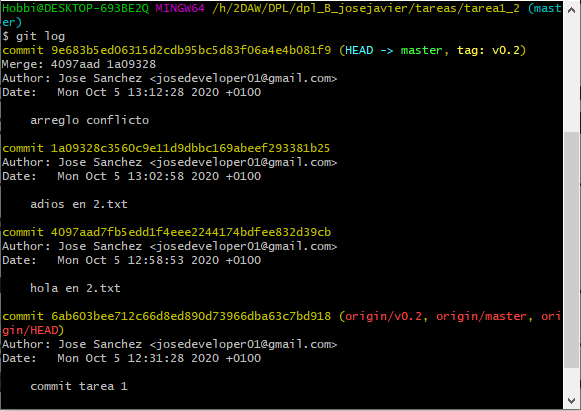 Hobbi@DESKTOP-693BE2Q MINGW64 /h/2DAW/DPL/dpl_B_josejavier/tareas/tarea1_2 (mast
er)
$ git log
commit 9e683b5ed06315d2cdb95bc5d83f06a4e4b081f9 (HEAD -> master, tag: v0.2)
Merge: 4097aad 1a09328
Author: Jose Sanchez <josedeveloper01@gmail.com>
Date:   Mon Oct 5 13:12:28 2020 +0100
    arreglo conflicto
commit 1a09328c3560c9e11d9dbbc169abeef293381b25
Author: Jose Sanchez <josedeveloper01@gmail.com>
Date:   Mon Oct 5 13:02:58 2020 +0100
    adios en 2.txt
commit 4097aad7fb5edd1f4eee2244174bdfee832d39cb
Author: Jose Sanchez <josedeveloper01@gmail.com>
Date:   Mon Oct 5 12:58:53 2020 +0100
    hola en 2.txt
commit 6ab603bee712c66d8ed890d73966dba63c7bd918 (origin/v0.2, origin/master, ori
gin/HEAD)
Author: Jose Sanchez <josedeveloper01@gmail.com>
Date:   Mon Oct 5 12:31:28 2020 +0100
    commit tarea 1